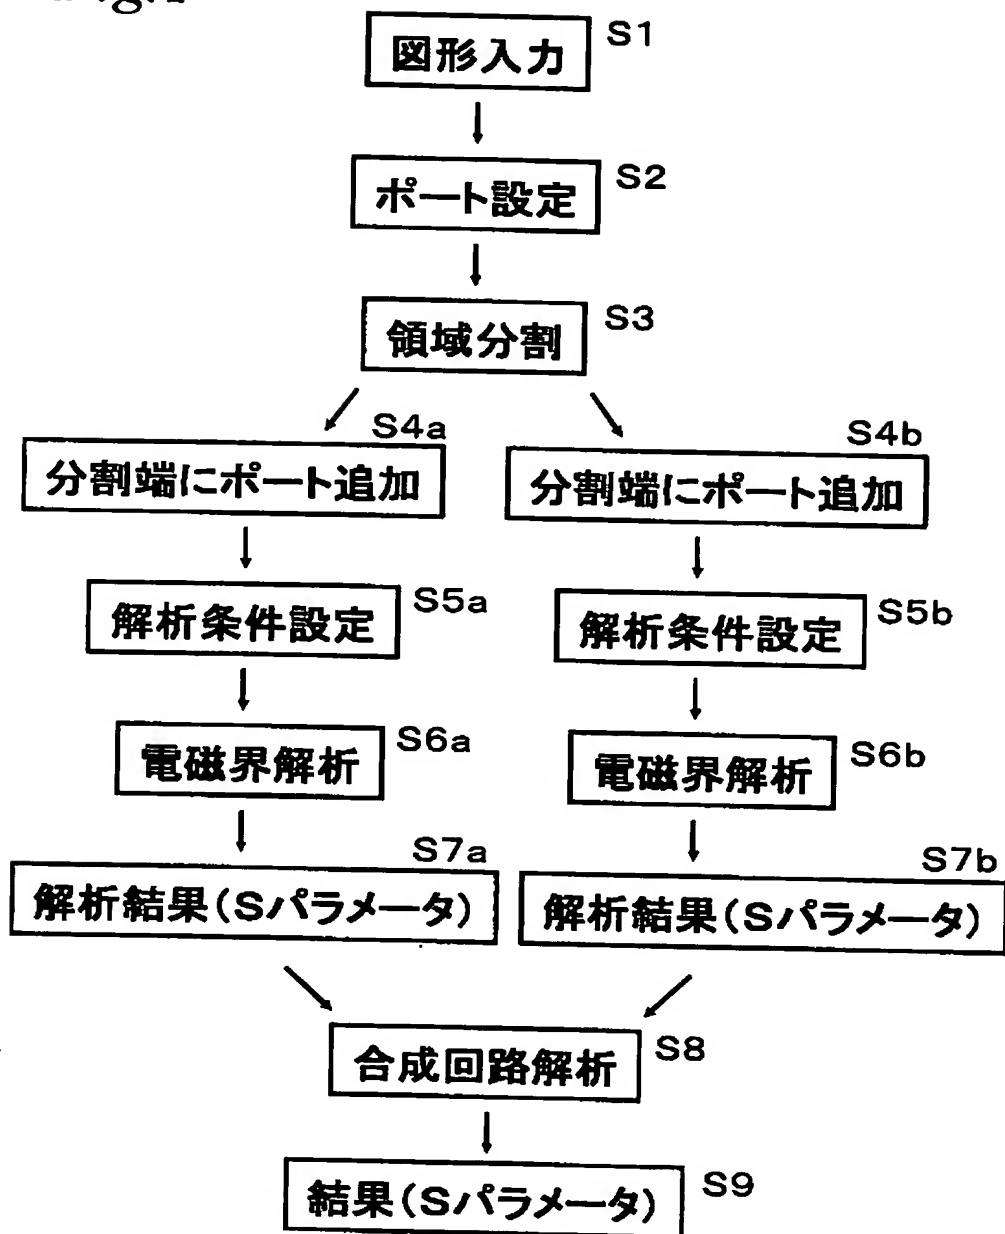 図形入力 S1
ポート設定 S2
領域分割 S3
S4a S4b
分割端にポート追加 分割端にポート追加
解析条件設定 S5a 解析条件設定 S5b
電磁界解析 S6a 電磁界解析 S6b
S7a S7b
解析結果(Sパラメータ) 解析結果(Sパラメータ)
合成回路解析 S8
結果(Sパラメータ) S9